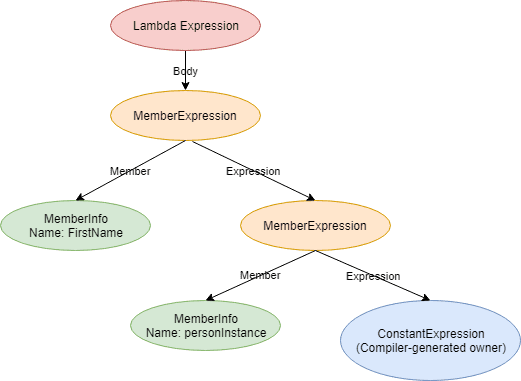 Lambda Expression
Body
MemberExpression
Member
Expression
MemberInfo
Name: FirstName
MemberExpression
Member
Expression
MemberInfo
Name: personInstance
ConstantExpression
(Compiler-generated owner)